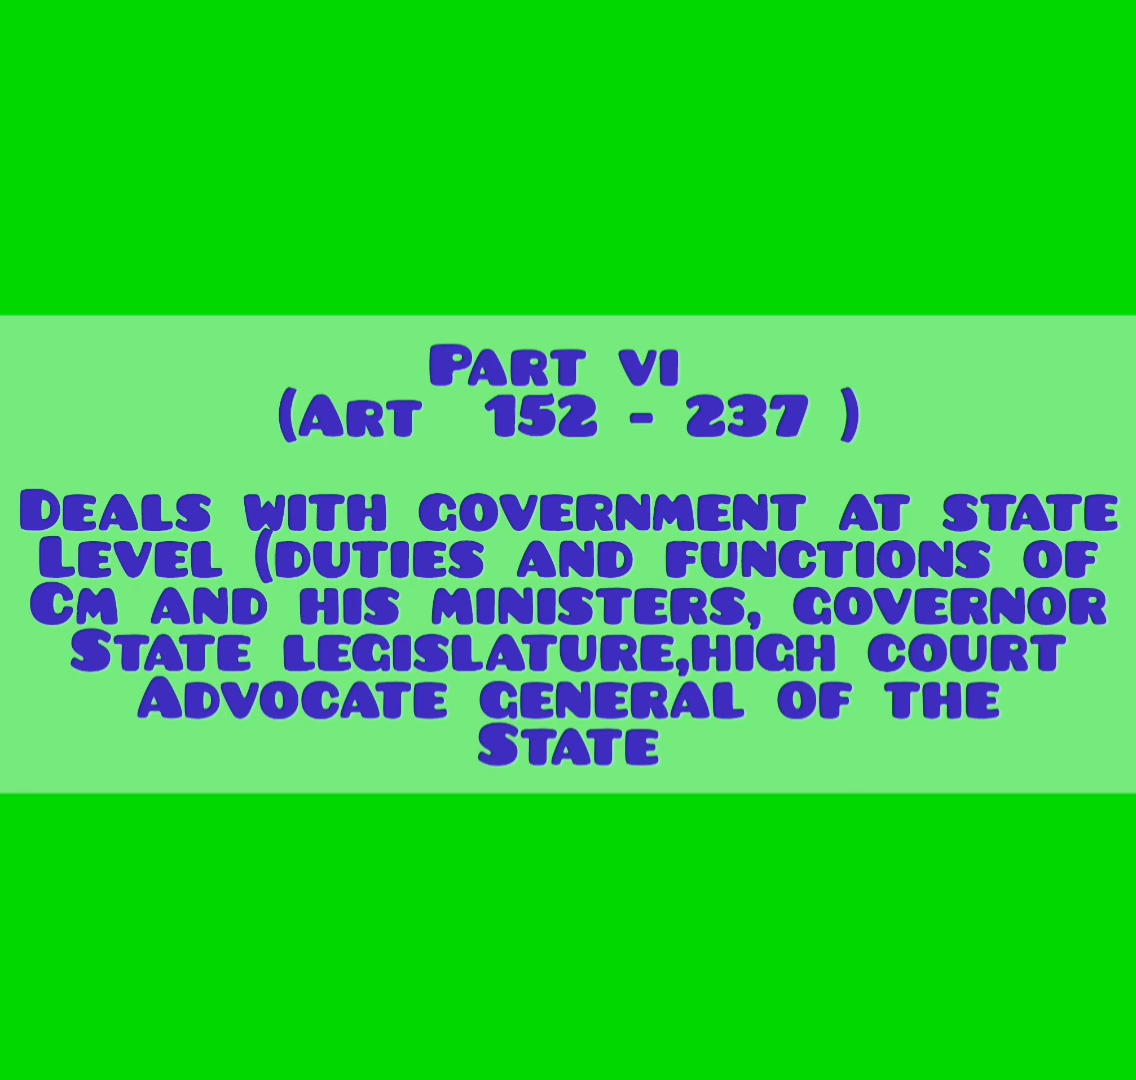 Part vi
(Art 152 - 237 )
Deals with government at state
Level (duties and functions of
Cm and his ministers, governor
State legislature,high court
Advocate general of the
State